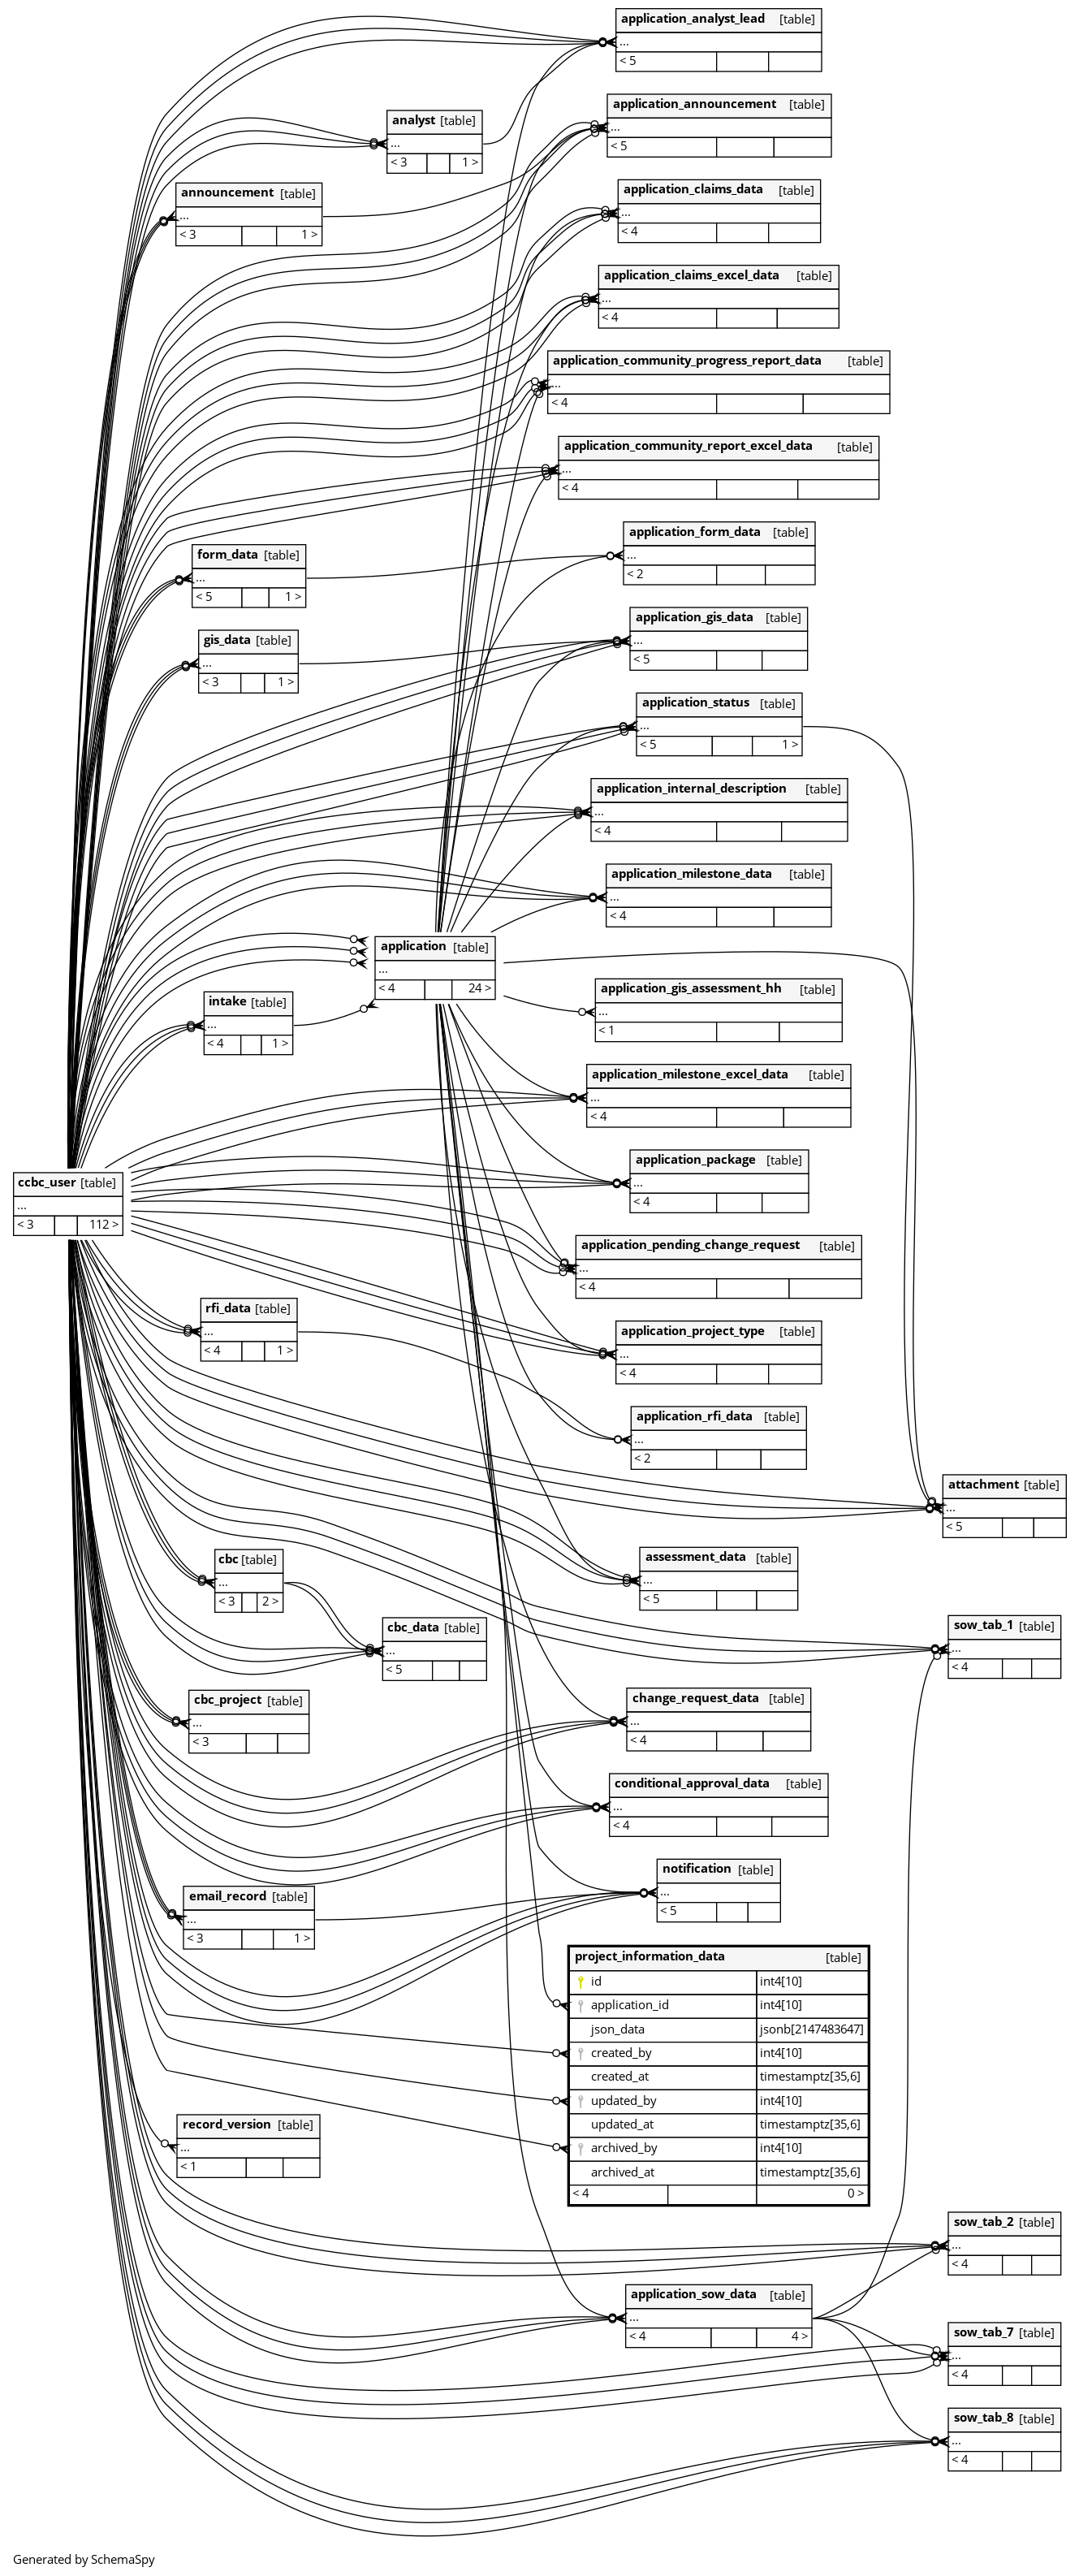 application_analyst_lead [table]
...
< 5
application_announcement [table]
...
< 5
analyst [table]
...
< 3 1 >
application_claims_data [table]
...
< 4
announcement [table]
...
< 3 1 >
application_claims_excel_data [table]
...
< 4
application_community_progress_report_data [table]
...
< 4
application_community_report_excel_data [table]
...
< 4
application_form_data [table]
...
< 2
form_data [table]
...
< 5 1 >
application_gis_data [table]
...
< 5
gis_data [table]
...
< 3 1 >
application_status [table]
...
< 5 1 >
application_internal_description [table]
...
< 4
application_milestone_data [table]
...
< 4
application [table]
...
< 4 24 >
application_gis_assessment_hh [table]
...
< 1
intake [table]
...
< 4 1 >
application_milestone_excel_data [table]
...
< 4
application_package [table]
...
< 4
ccbc_user [table]
...
< 3 112 >
application_pending_change_request [table]
...
< 4
rfi_data [table]
...
< 4 1 >
application_project_type [table]
...
< 4
application_rfi_data [table]
...
< 2
attachment [table]
...
< 5
assessment_data [table]
...
< 5
cbc [table]
...
< 3 2 >
cbc_data [table]
...
< 5
sow_tab_1 [table]
...
< 4
cbc_project [table]
...
< 3
change_request_data [table]
...
< 4
conditional_approval_data [table]
...
< 4
notification [table]
...
< 5
email_record [table]
...
< 3 1 >
project_information_data [table]
id int4[10]
application_id int4[10]
json_data jsonb[2147483647]
created_by int4[10]
created_at timestamptz[35,6]
updated_by int4[10]
updated_at timestamptz[35,6]
archived_by int4[10]
archived_at timestamptz[35,6]
< 4 0 >
record_version [table]
...
< 1
sow_tab_2 [table]
...
< 4
application_sow_data [table]
...
< 4 4 >
sow_tab_7 [table]
...
< 4
sow_tab_8 [table]
...
< 4
Generated by SchemaSpy